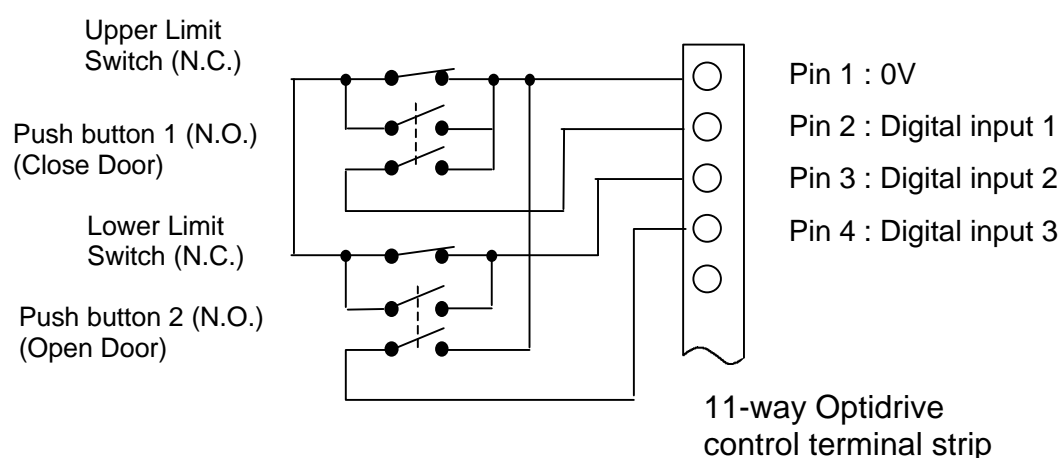 Upper Limit
Switch (N.C.)
Push button 1 (N.O.)
(Close Door)
Lower Limit
Switch (N.C.)
Push button 2 (N.O.)
(Open Door)
Pin 1 : 0V
Pin 2 : Digital input 1
Pin 3 : Digital input 2
Pin 4 : Digital input 3
11-way Optidrive
control terminal strip